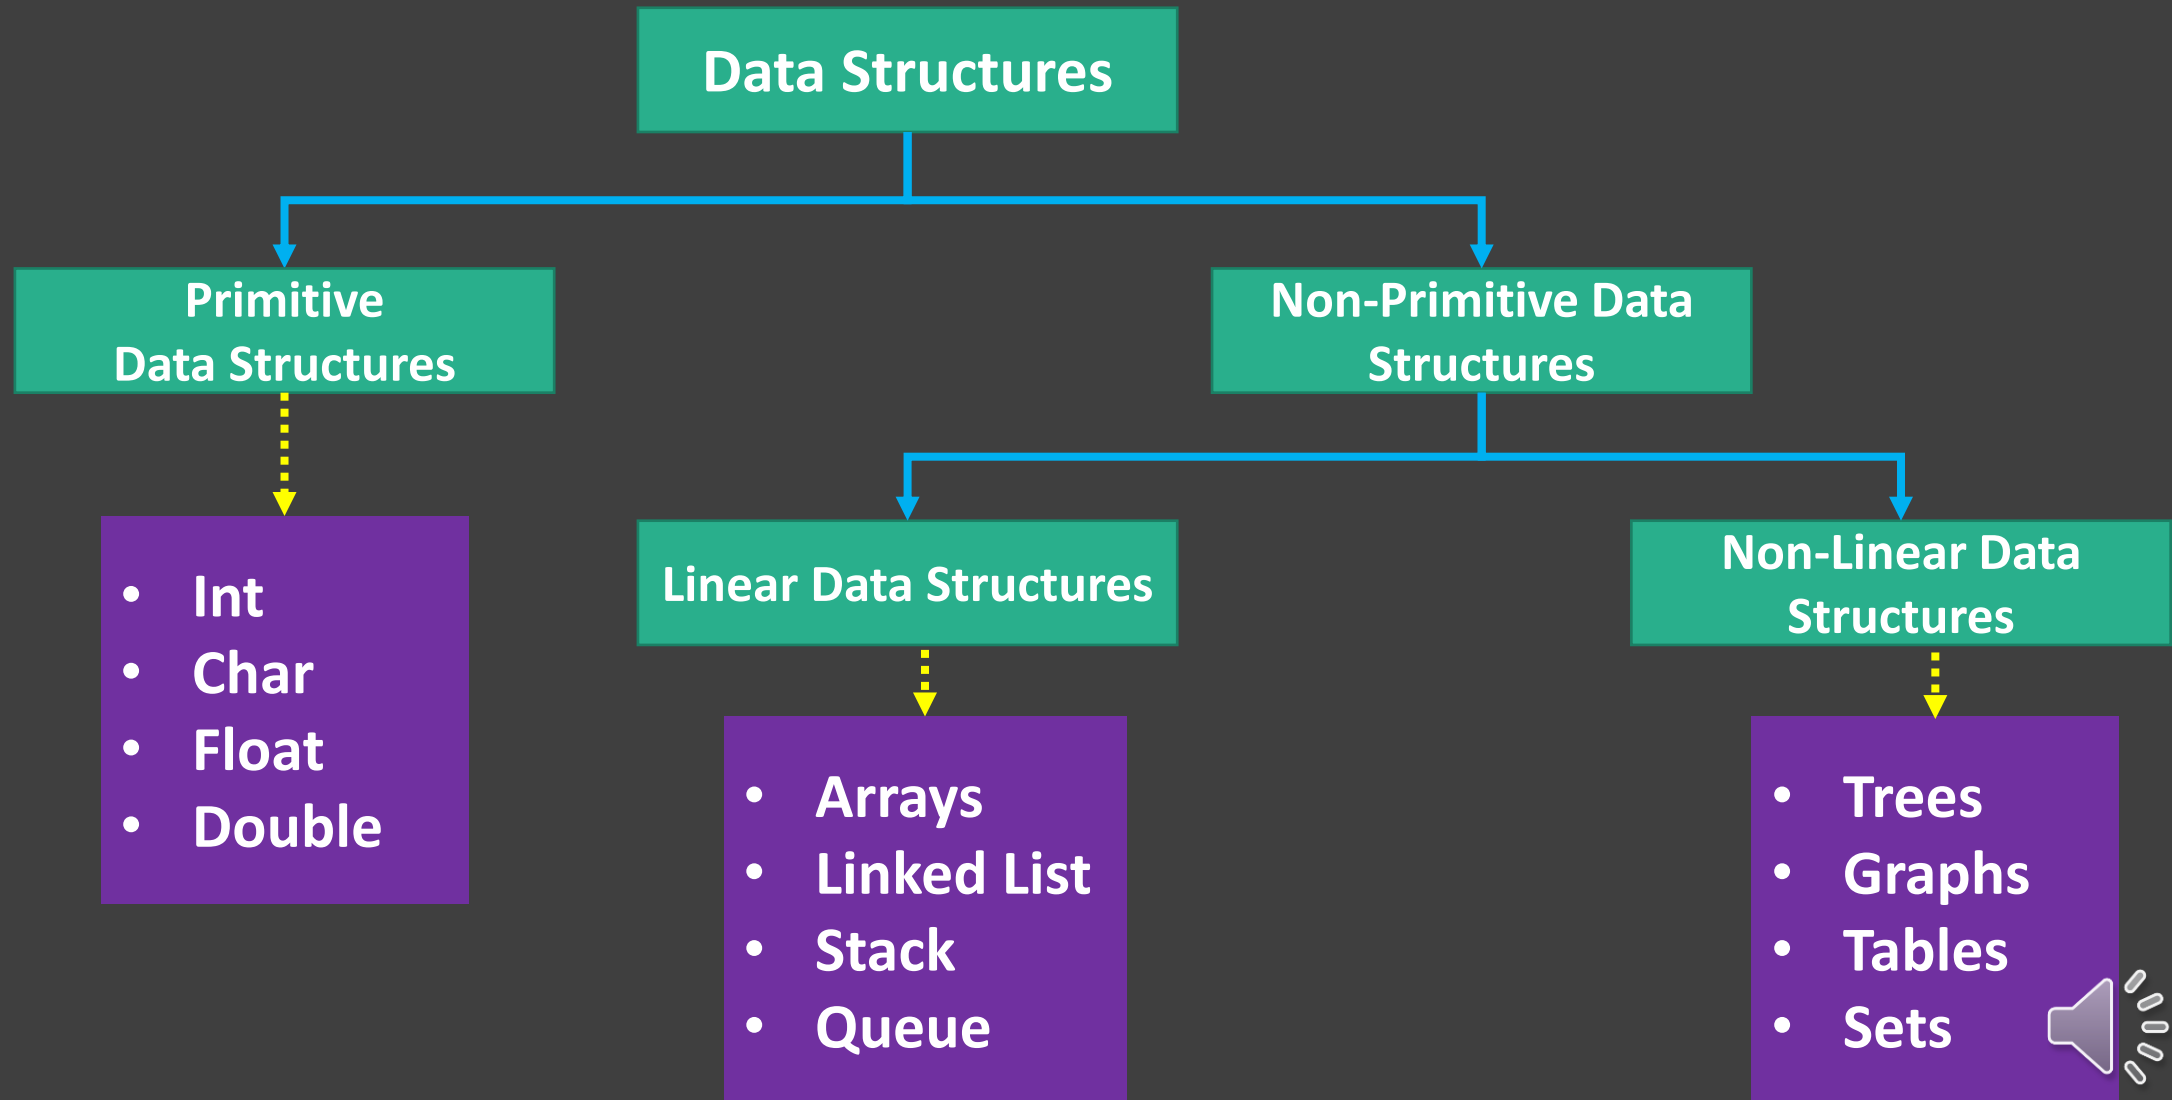 Data Structures
Primitive
Data Structures
Non-Primitive Data
Structures
• Int
• Char
• Float
• Double
Linear Data Structures
Non-Linear Data
Structures
• Arrays
• Linked List
• Stack
• Queue
• Trees
• Graphs
• Tables
• Sets